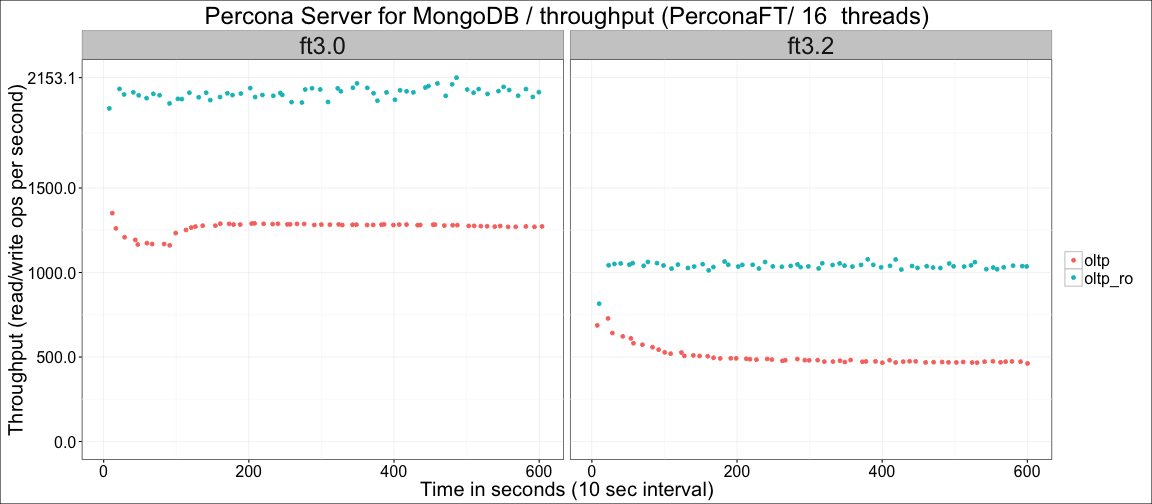 Percona Server for MongoDB / throughput (PerconaFT/ 16  threads)
ft3.0
ft3.2
Throughput (read/write ops per second)
2153.1
1500.0
1000.0
500.0
0.0
oltp
oltp_ro
0
200
400
600
0
200
400
600
Time in seconds (10 sec interval)